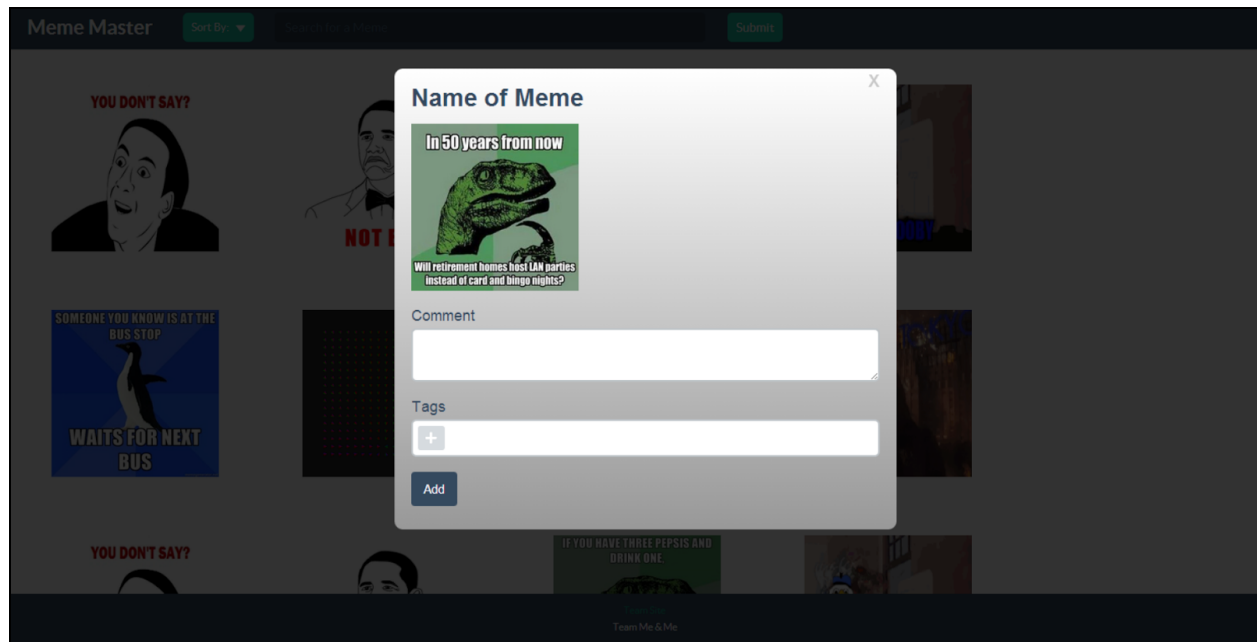 Meme Master
Sort By:
Search for a Meme
Submit
YOU DON'T SAY?
NOT
X
Name of Meme
In 50 years from now
Will retirement homes host LAN parties
instead of card and bingo nights?
Comment
Tags
+
Add
SOMEONE YOU KNOW IS AT THE
BUS STOP
WAITS FOR NEXT
BUS
YOU DON'T SAY?
IF YOU HAVE THREE PEPSIS AND
DRINK ONE,
Team Me & Me